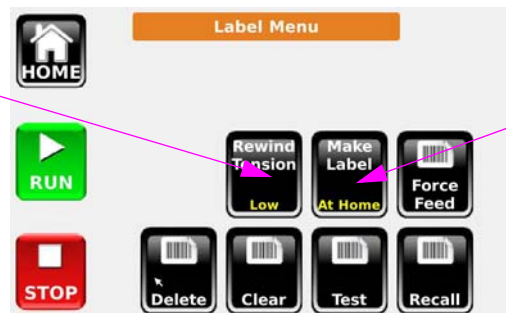 Label Menu
HOME
RUN
Rewind
Tension
Low
Make
Label
At Home
Force
Feed
STOP
Delete
Clear
Test
Recall